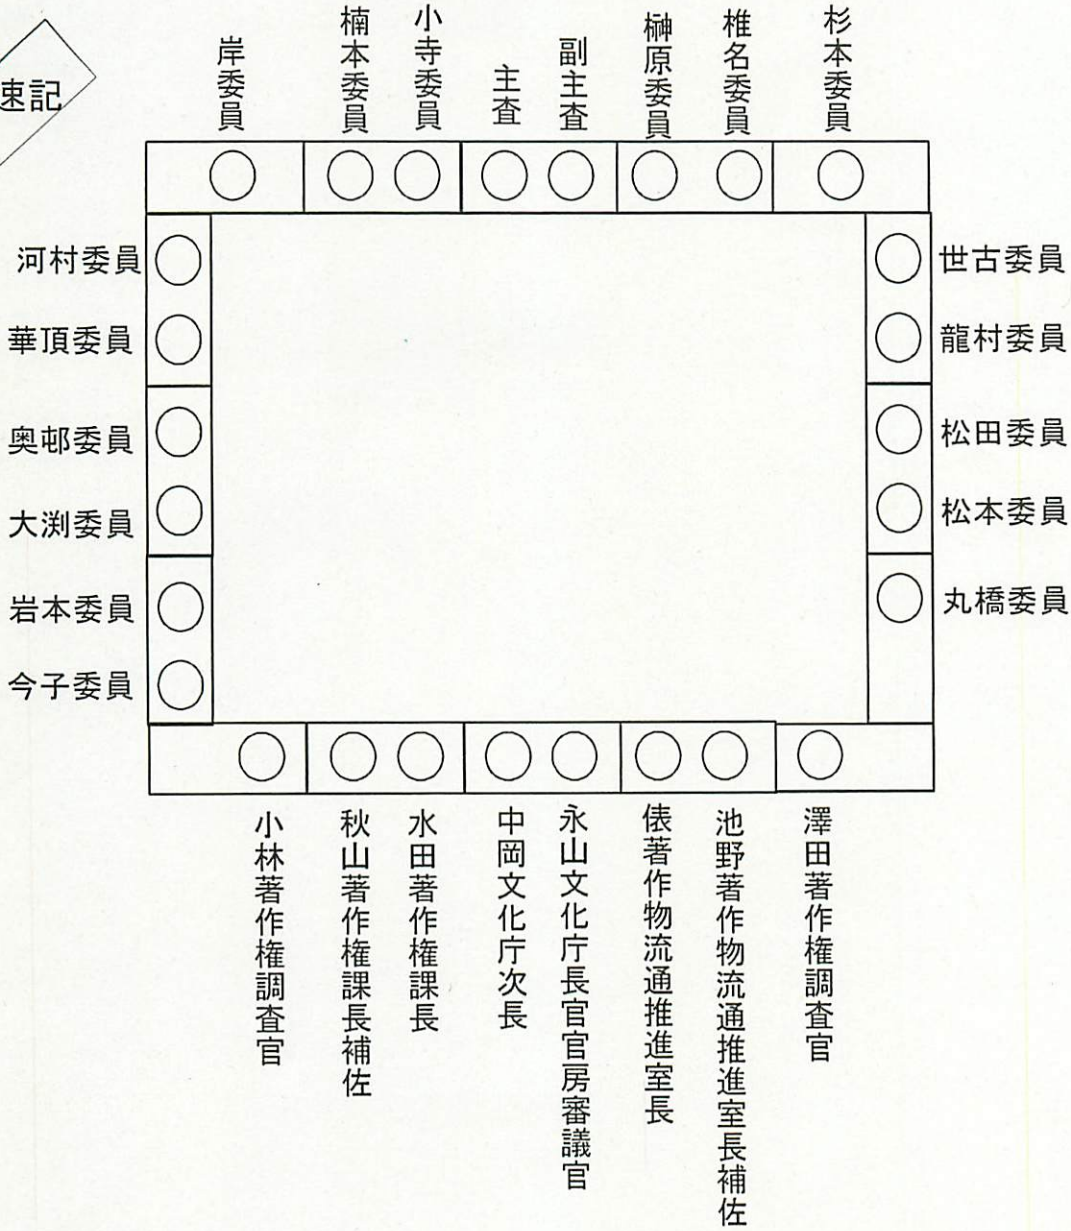 速記
岸委員
楠本委員
小寺委員
主査
副主査
榊原委員
椎名委員
杉本委員
河村委員
華頂委員
奥邨委員
大渕委員
岩本委員
今子委員
世古委員
龍村委員
松田委員
松本委員
丸橋委員
小林著作権調査官
秋山著作権課長補佐
水田著作権課長
中岡文化庁次長
永山文化庁長官官房審議官
俵著作物流通推進室長
池野著作物流通推進室長補佐
澤田著作権調査官